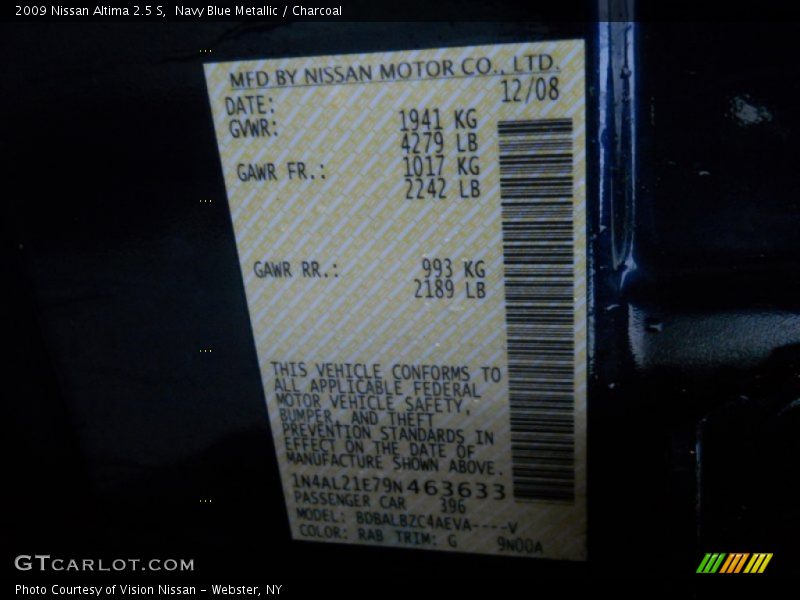 2009 Nissan Altima 2.5 S,  Navy Blue Metallic / Charcoal
MFD BY NISSAN MOTOR CO., LTD.
DATE: 12/08
GVWR: 1941 KG
4279 LB
GAWR FR.: 1017 KG
2242 LB
GAWR RR.: 993 KG
2189 LB
THIS VEHICLE CONFORMS TO
ALL APPLICABLE FEDERAL
MOTOR VEHICLE SAFETY,
BUMPER, AND THEFT
PREVENTION STANDARDS IN
EFFECT ON THE DATE OF
MANUFACTURE SHOWN ABOVE.
1N4AL21E79N463633
PASSENGER CAR 396
MODEL: BDBALBZC4AEVA----V
COLOR: RAB TRIM: G 9N00A
GTCARLOT.COM
Photo Courtesy of Vision Nissan - Webster, NY